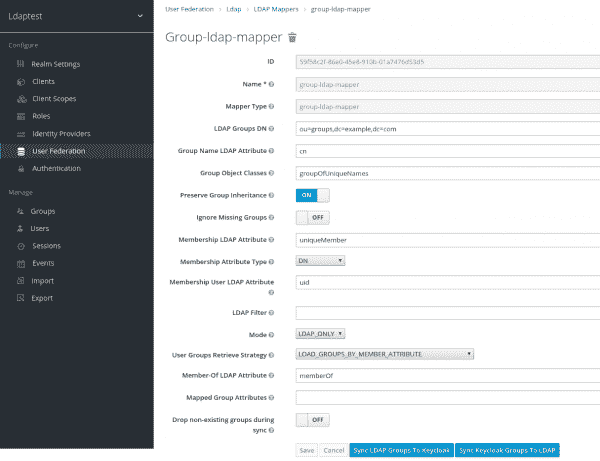 Ldaptest
Configure
Realm Settings
Clients
Client Scopes
Roles
Identity Providers
User Federation
Authentication
Manage
Groups
Users
Sessions
Events
Import
Export
User Federation › Ldap › LDAP Mappers › group-ldap-mapper
Group-ldap-mapper
ID
Name * group-ldap-mapper
Mapper Type group-ldap-mapper
LDAP Groups DN ou=groups,dc=example,dc=com
Group Name LDAP Attribute cn
Group Object Classes groupOfUniqueNames
Preserve Group Inheritance ON
Ignore Missing Groups OFF
Membership LDAP Attribute uniqueMember
Membership Attribute Type DN
Membership User LDAP Attribute uid
LDAP Filter
Mode LDAP_ONLY
User Groups Retrieve Strategy LOAD_GROUPS_BY_MEMBER_ATTRIBUTE
Member-Of LDAP Attribute memberOf
Mapped Group Attributes
Drop non-existing groups during OFF
sync
Save Cancel Sync LDAP Groups To Keycloak Sync Keycloak Groups To LDAP